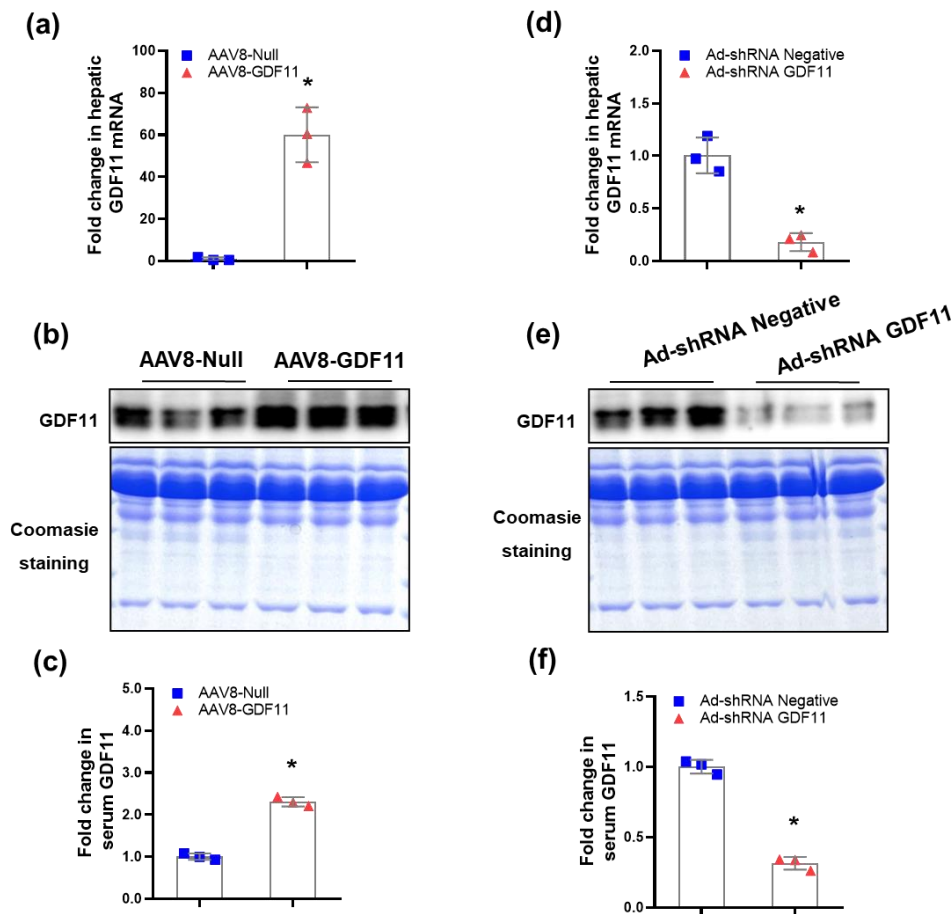 (a)
AAV8-Null
AAV8-GDF11
Fold change in hepatic
GDF11 mRNA
100
80
60
40
20
0
*
(d)
Ad-shRNA Negative
Ad-shRNA GDF11
Fold change in hepatic
GDF11 mRNA
2.0
1.5
1.0
0.5
0.0
*
(b)
AAV8-Null
AAV8-GDF11
GDF11
Coomasie
staining
(e)
Ad-shRNA Negative
Ad-shRNA GDF11
GDF11
Coomasie
staining
(c)
AAV8-Null
AAV8-GDF11
Fold change in
serum GDF11
5.0
4.0
3.0
2.0
1.0
0.0
*
(f)
Ad-shRNA Negative
Ad-shRNA GDF11
Fold change in
serum GDF11
1.5
1.0
0.5
0.0
*